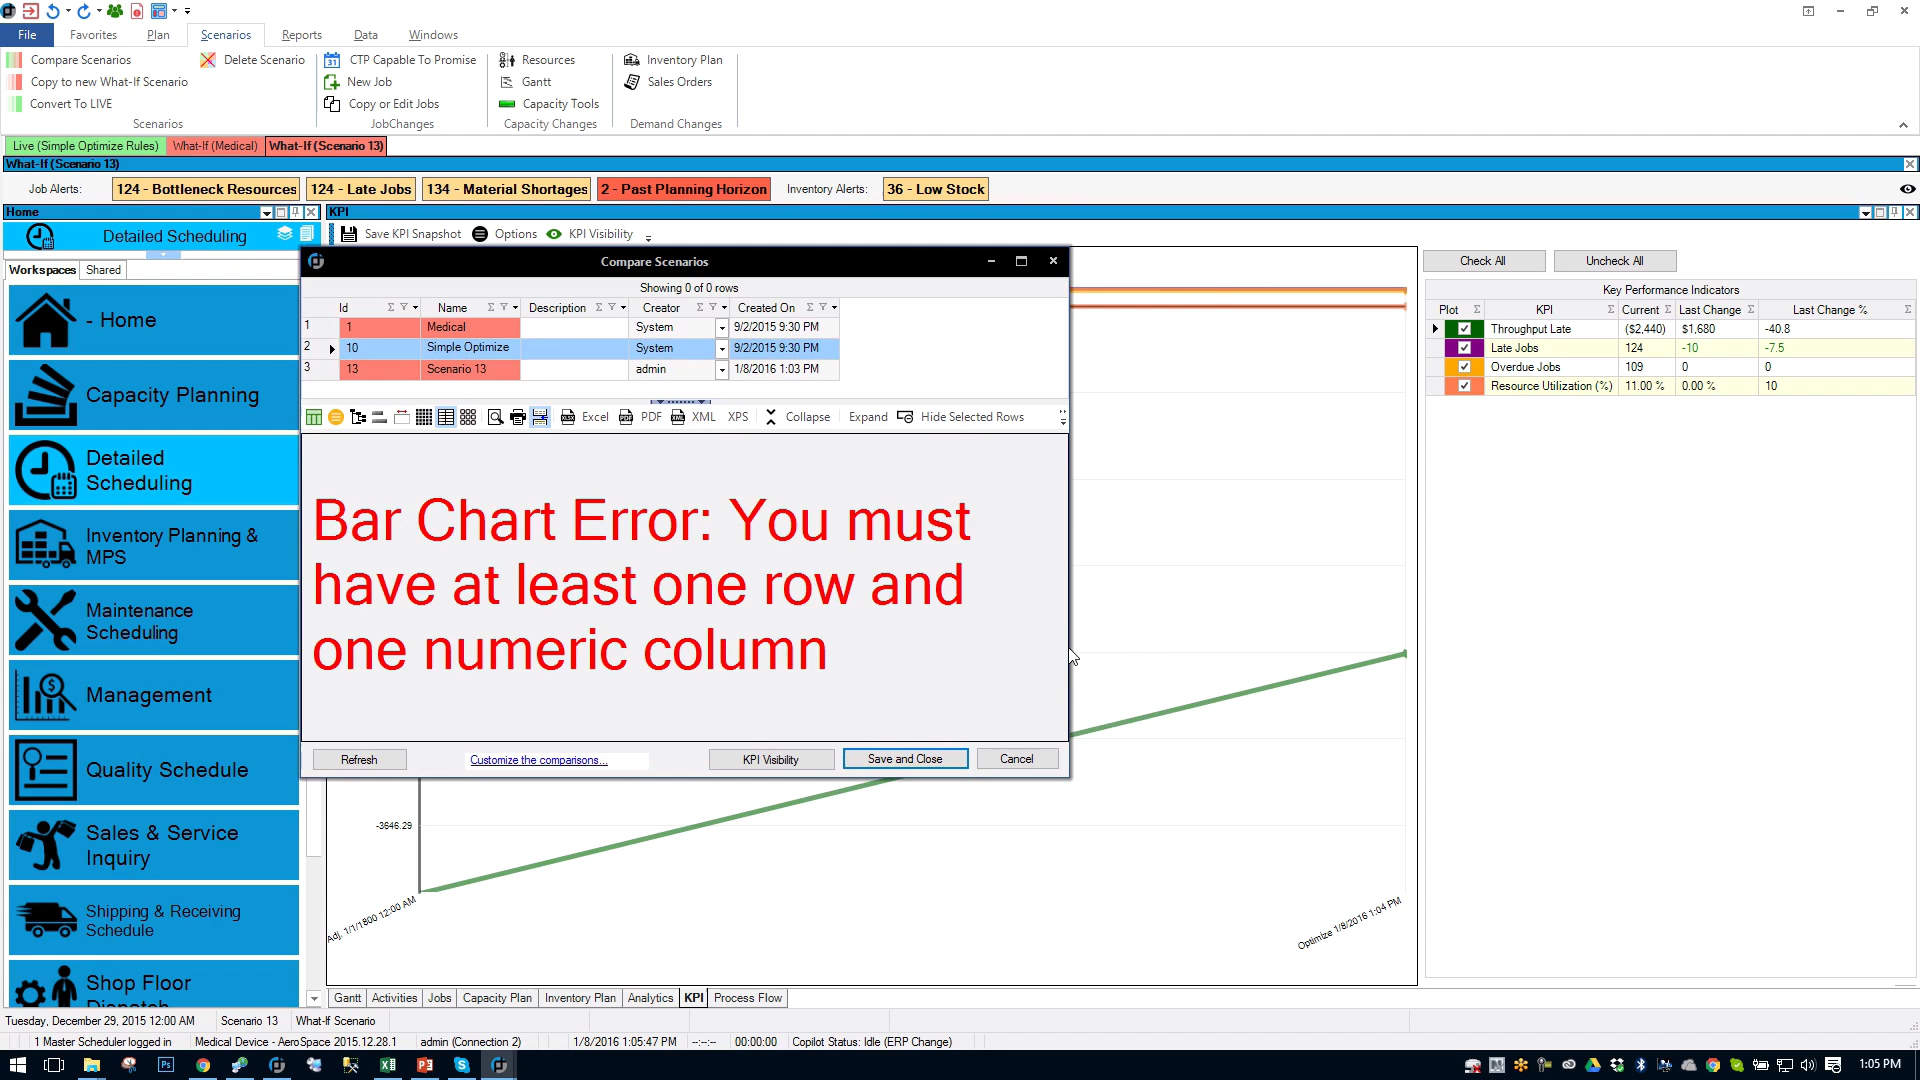 File Favorites Plan Scenarios Reports Data Windows
Compare Scenarios Delete Scenario CTP Capable To Promise Resources Inventory Plan
Copy to new What-If Scenario New Job Gantt Sales Orders
Convert To LIVE Copy or Edit Jobs Capacity Tools
Scenarios JobChanges Capacity Changes Demand Changes
Live (Simple Optimize Rules) What-If (Medical) What-If (Scenario 13)
What-If (Scenario 13)
Job Alerts: 124 - Bottleneck Resources 124 - Late Jobs 134 - Material Shortages 2 - Past Planning Horizon Inventory Alerts: 36 - Low Stock
Home KPI
Detailed Scheduling Save KPI Snapshot Options KPI Visibility
Workspaces Shared
- Home
Capacity Planning
Detailed
Scheduling
Inventory Planning &
MPS
Maintenance
Scheduling
Management
Quality Schedule
Sales & Service
Inquiry
Shipping & Receiving
Schedule
Shop Floor
Dispatch
Compare Scenarios
Showing 0 of 0 rows
Id Name Description Creator Created On
1 1 Medical System 9/2/2015 9:30 PM
2 10 Simple Optimize System 9/2/2015 9:30 PM
3 13 Scenario 13 admin 1/8/2016 1:03 PM
Excel PDF XML XPS Collapse Expand Hide Selected Rows
Bar Chart Error: You must
have at least one row and
one numeric column
Refresh Customize the comparisons... KPI Visibility Save and Close Cancel
-3646.29
Adj. 1/1/1800 12:00 AM
Optimize 1/8/2016 1:04 PM
Check All Uncheck All
Key Performance Indicators
Plot KPI Current Last Change Last Change %
Throughput Late ($2,440) $1,680 -40.8
Late Jobs 124 -10 -7.5
Overdue Jobs 109 0 0
Resource Utilization (%) 11.00 % 0.00 % 10
Gantt Activities Jobs Capacity Plan Inventory Plan Analytics KPI Process Flow
Tuesday, December 29, 2015 12:00 AM Scenario 13 What-If Scenario
1 Master Scheduler logged in Medical Device - AeroSpace 2015.12.28.1 admin (Connection 2) 1/8/2016 1:05:47 PM --:--:-- 00:00:00 Copilot Status: Idle (ERP Change)
1:05 PM